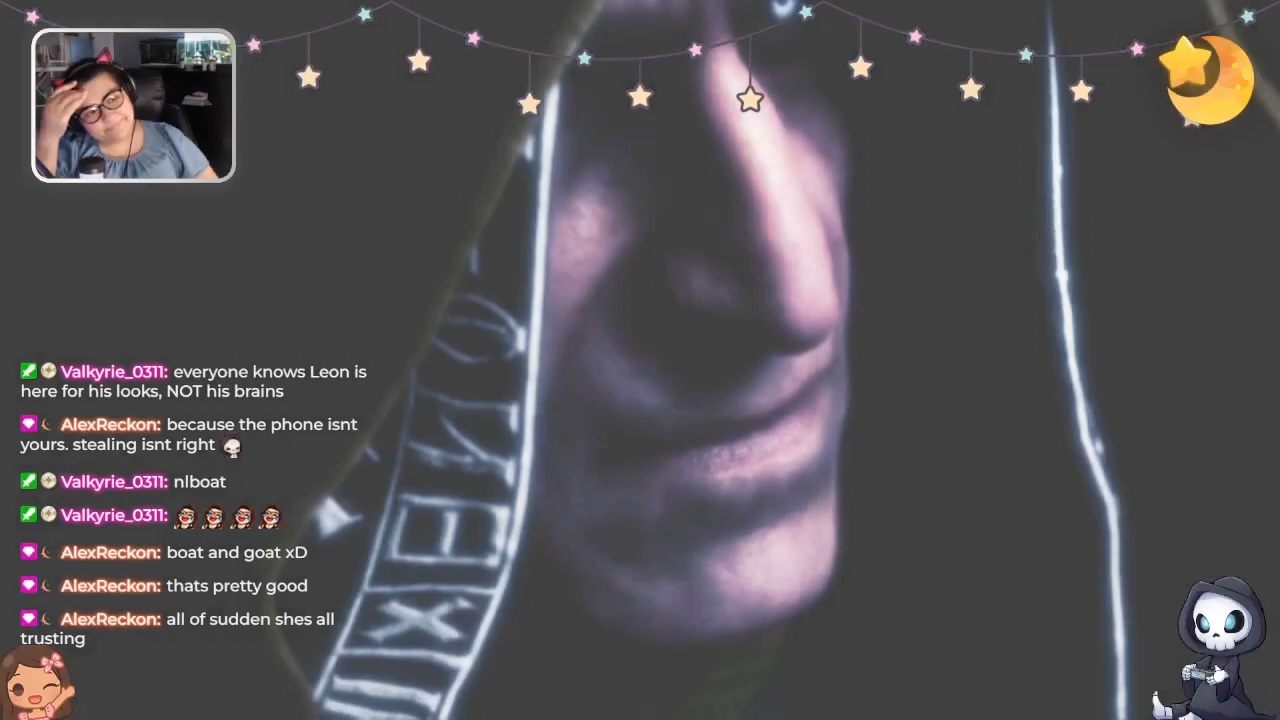 Valkyrie_0311: everyone knows Leon is
here for his looks, NOT his brains
AlexReckon: because the phone isnt
yours. stealing isnt right
Valkyrie_0311: nlboat
Valkyrie_0311:
AlexReckon: boat and goat xD
AlexReckon: thats pretty good
AlexReckon: all of sudden shes all
trusting